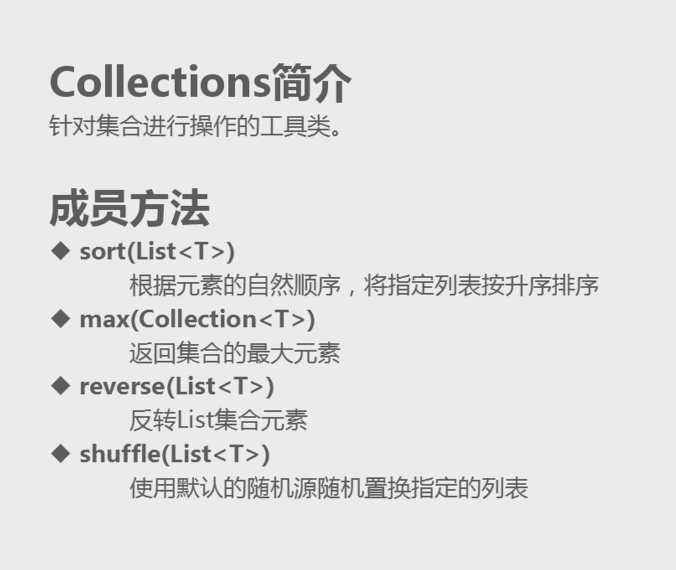 Collections简介
针对集合进行操作的工具类。
成员方法
◆ sort(List<T>)
根据元素的自然顺序，将指定列表按升序排序
◆ max(Collection<T>)
返回集合的最大元素
◆ reverse(List<T>)
反转List集合元素
◆ shuffle(List<T>)
使用默认的随机源随机置换指定的列表